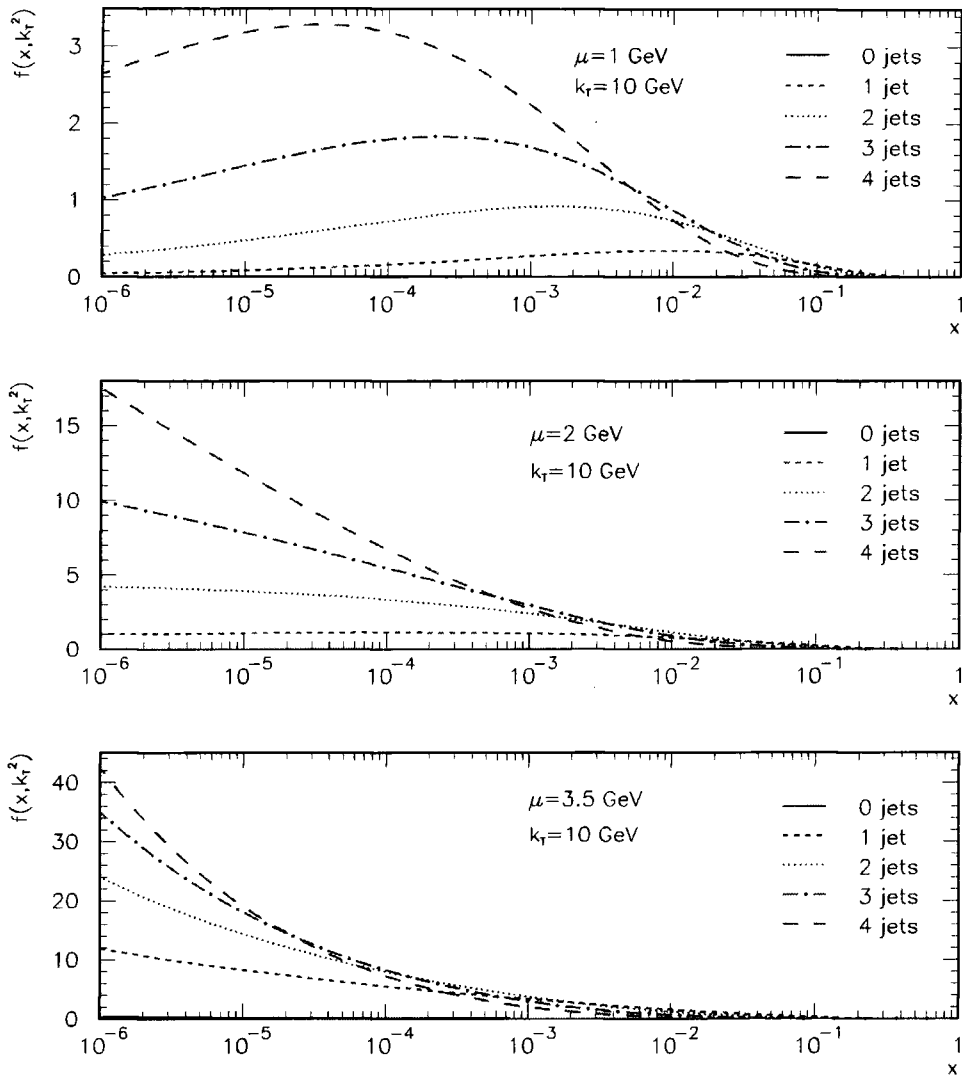 f(x,k_T^2)
3
2
1
0
μ=1 GeV
k_T=10 GeV
0 jets
1 jet
2 jets
3 jets
4 jets
10^-6
10^-5
10^-4
10^-3
10^-2
10^-1
1
x
f(x,k_T^2)
15
10
5
0
μ=2 GeV
k_T=10 GeV
0 jets
1 jet
2 jets
3 jets
4 jets
10^-6
10^-5
10^-4
10^-3
10^-2
10^-1
1
x
f(x,k_T^2)
40
30
20
10
0
μ=3.5 GeV
k_T=10 GeV
0 jets
1 jet
2 jets
3 jets
4 jets
10^-6
10^-5
10^-4
10^-3
10^-2
10^-1
1
x